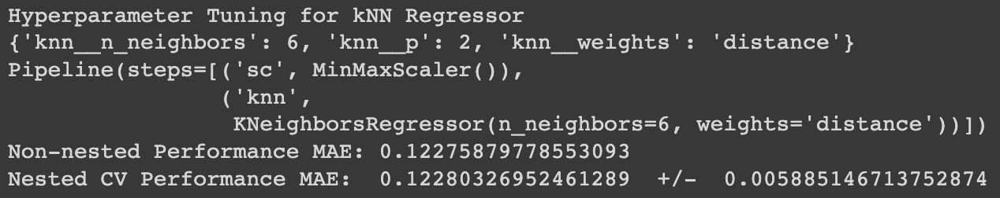 Hyperparameter Tuning for kNN Regressor
{'knn__n_neighbors': 6, 'knn__p': 2, 'knn__weights': 'distance'}
Pipeline(steps=[('sc', MinMaxScaler()),
                ('knn',
                 KNeighborsRegressor(n_neighbors=6, weights='distance'))])
Non-nested Performance MAE: 0.12275879778553093
Nested CV Performance MAE:  0.12280326952461289  +/-  0.005885146713752874